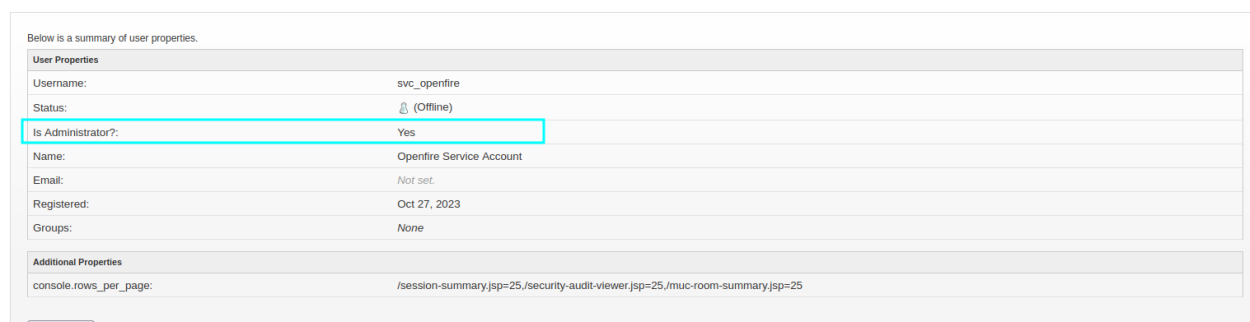 Below is a summary of user properties.
User Properties
Username: svc_openfire
Status: (Offline)
Is Administrator?: Yes
Name: Openfire Service Account
Email: Not set.
Registered: Oct 27, 2023
Groups: None
Additional Properties
console.rows_per_page: /session-summary.jsp=25,/security-audit-viewer.jsp=25,/muc-room-summary.jsp=25